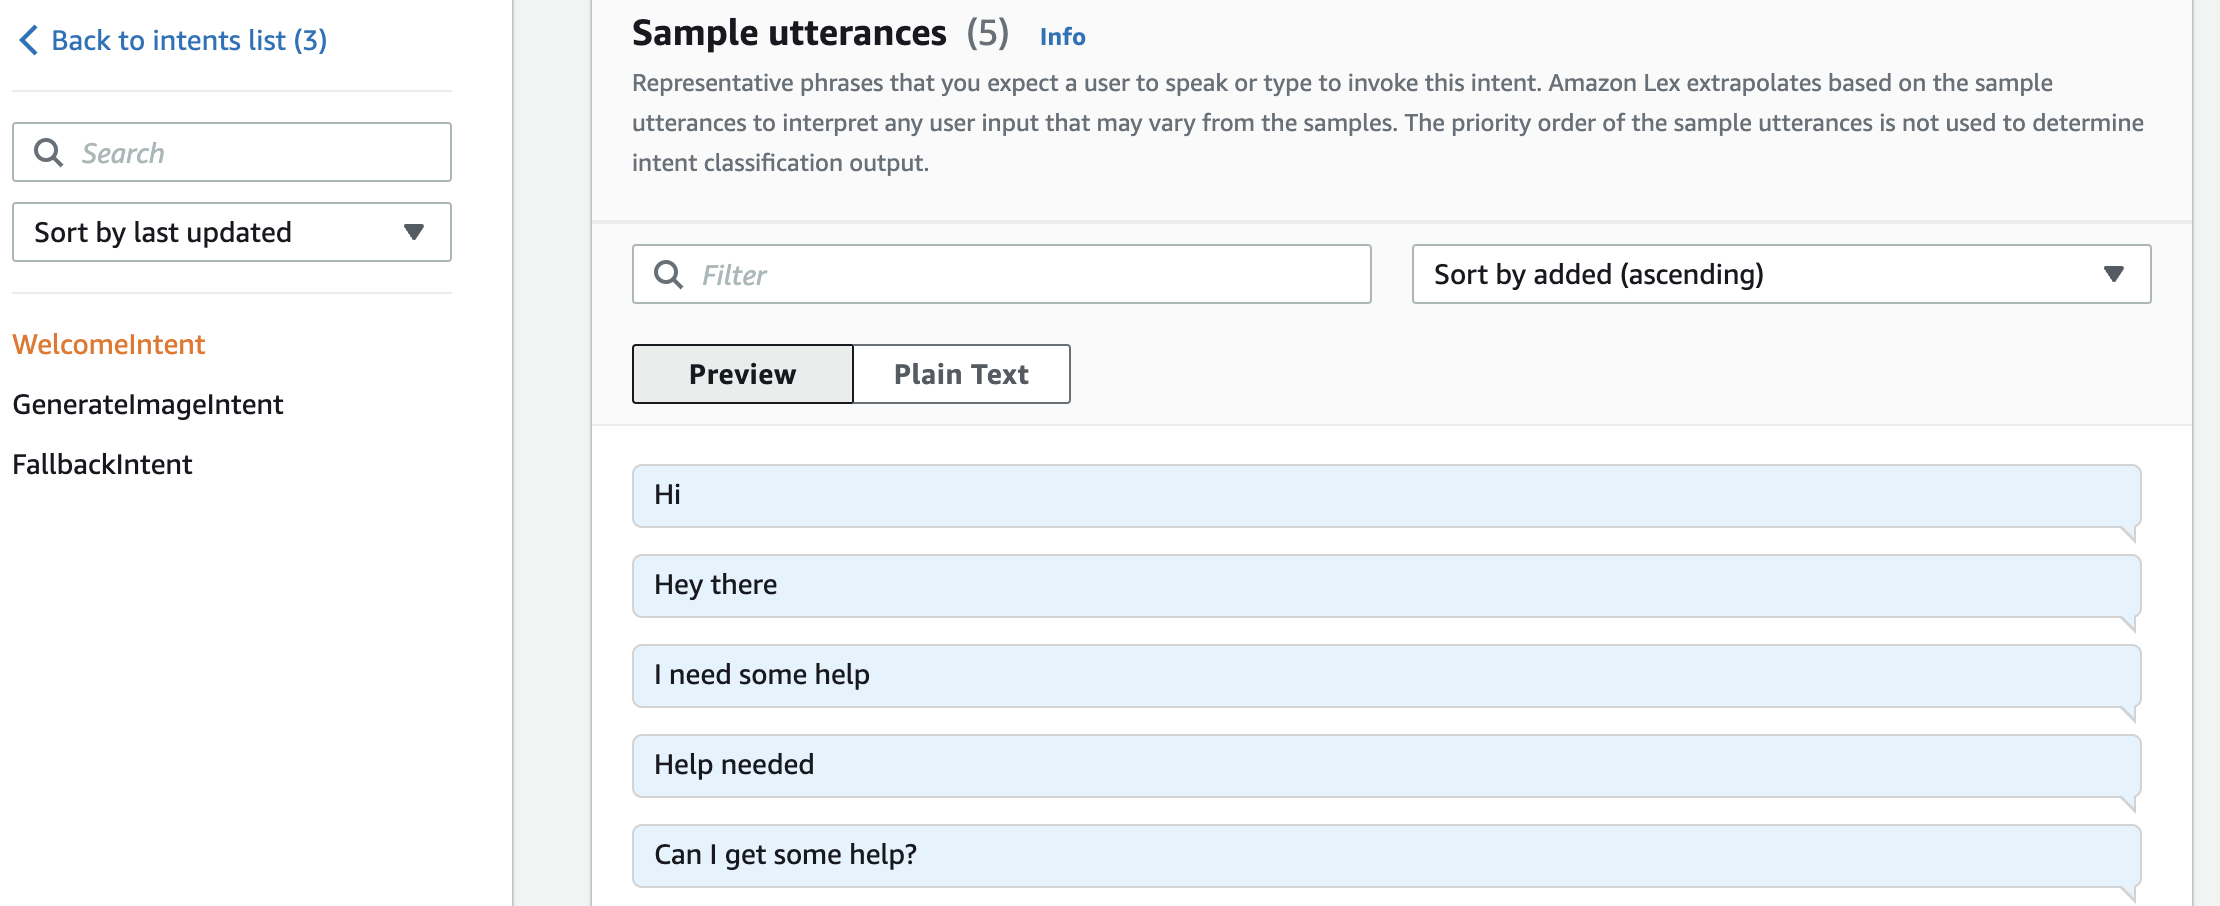 Back to intents list (3)
Search
Sort by last updated
WelcomeIntent
GenerateImageIntent
FallbackIntent
Sample utterances (5) Info
Representative phrases that you expect a user to speak or type to invoke this intent. Amazon Lex extrapolates based on the sample
utterances to interpret any user input that may vary from the samples. The priority order of the sample utterances is not used to determine
intent classification output.
Filter
Sort by added (ascending)
Preview
Plain Text
Hi
Hey there
I need some help
Help needed
Can I get some help?